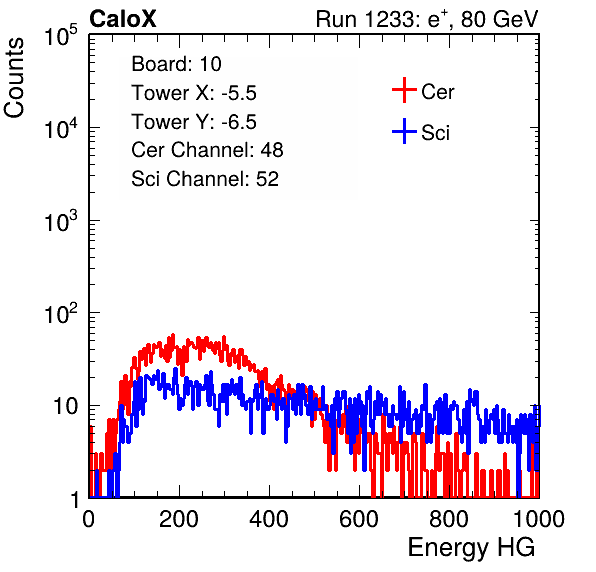 CaloX Run 1233: e⁺, 80 GeV
Counts
10⁵
10⁴
10³
10²
10
1
Board: 10
Tower X: -5.5
Tower Y: -6.5
Cer Channel: 48
Sci Channel: 52
Cer
Sci
0 200 400 600 800 1000
Energy HG